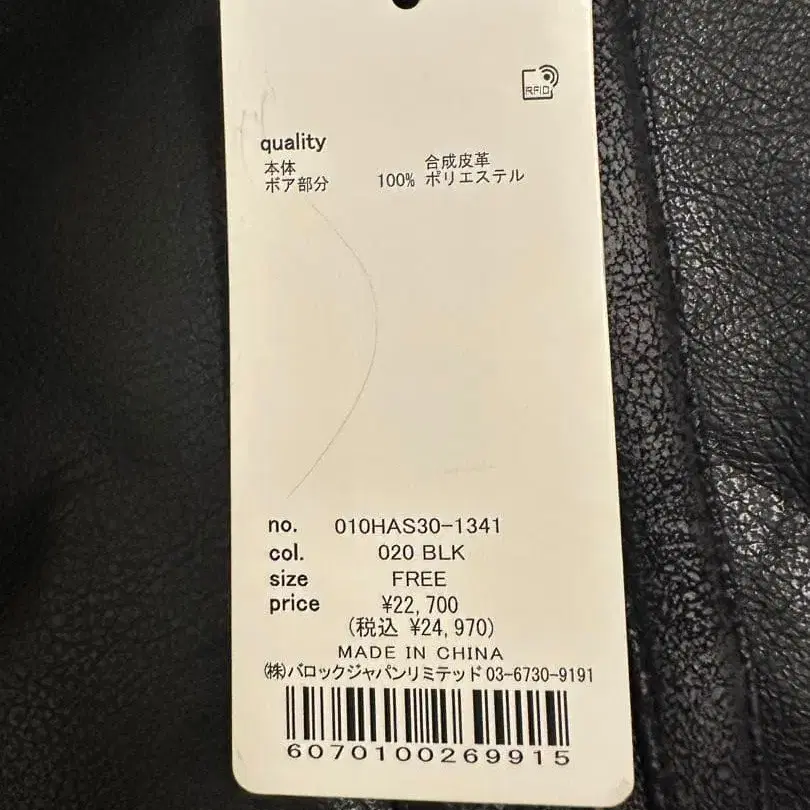 RFID
quality
本体 合成皮革
ボア部分 100% ポリエステル
no. 010HAS30-1341
col. 020 BLK
size FREE
price ¥22,700
(税込 ¥24,970)
MADE IN CHINA
㈱バロックジャパンリミテッド 03-6730-9191
6070100269915